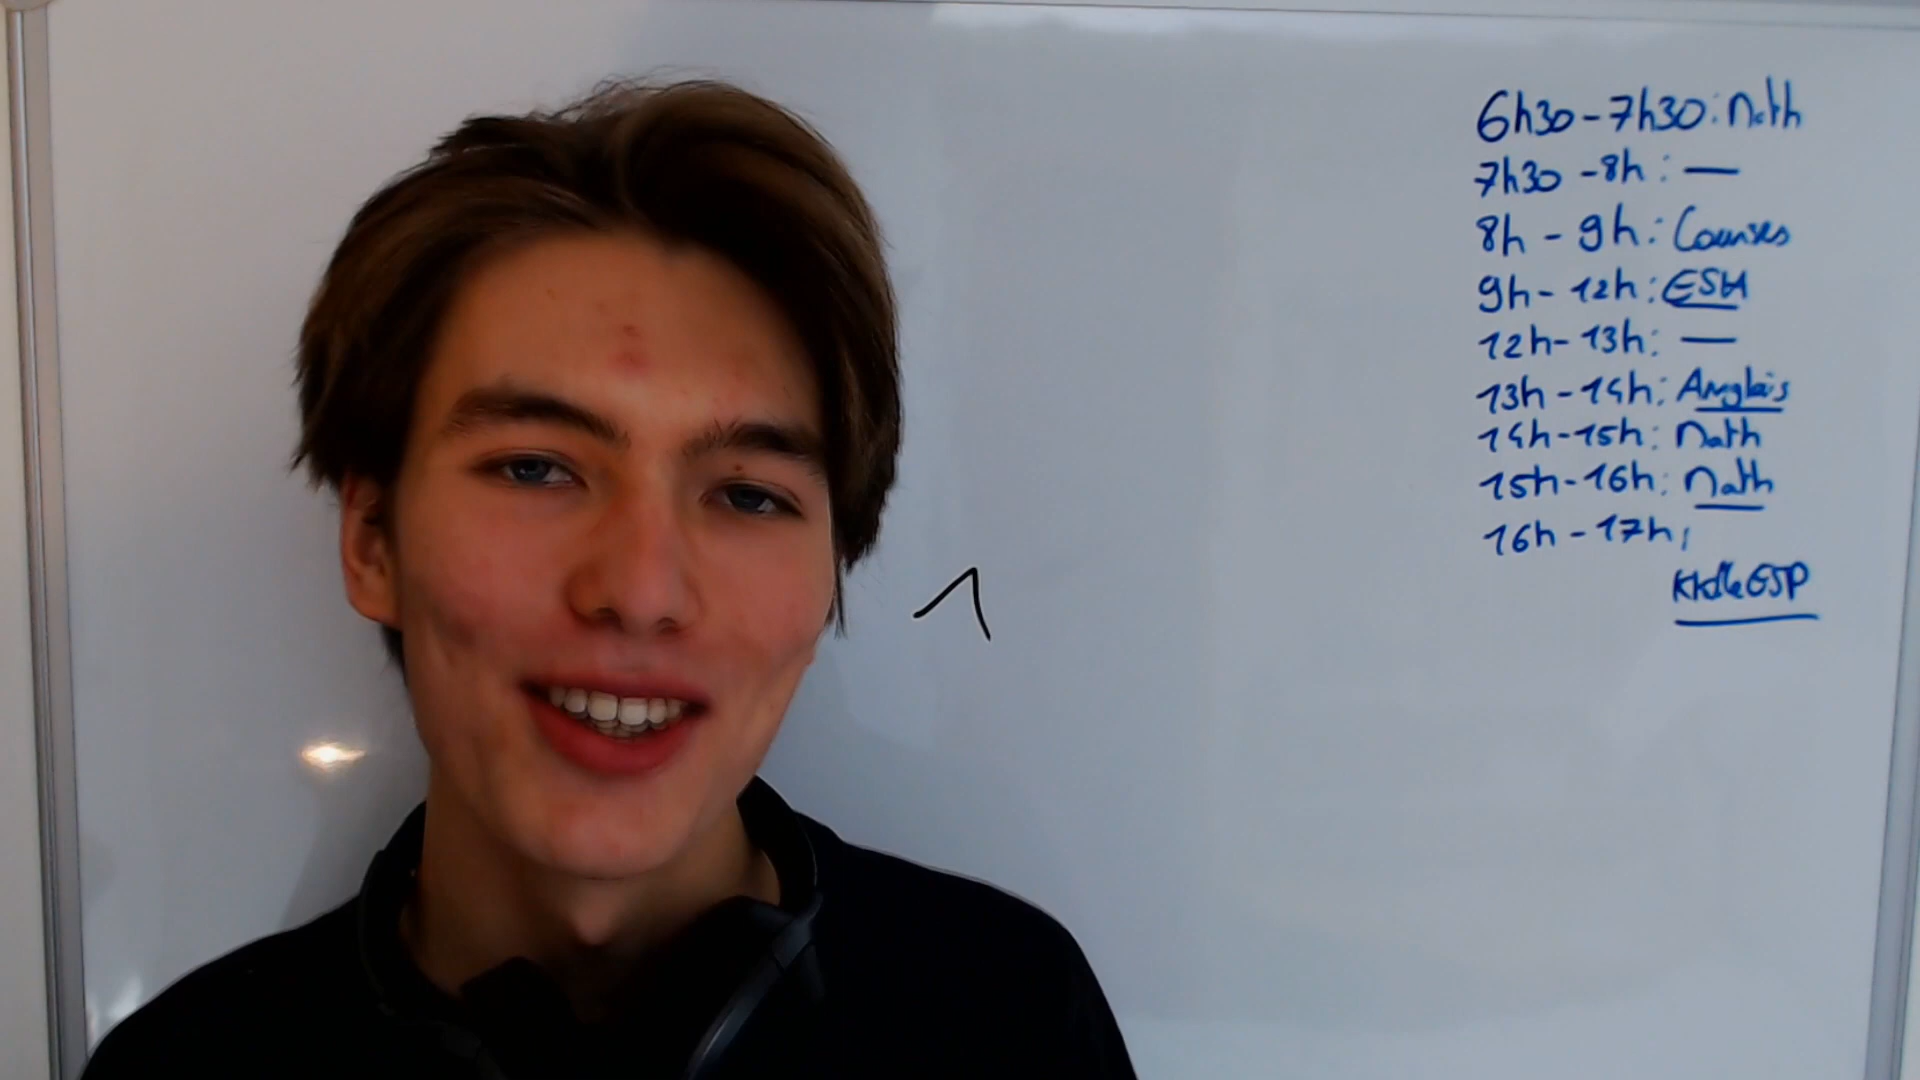 1
6h30-7h30: Math
7h30-8h: —
8h-9h: Courses
9h-12h: ESH
12h-13h: —
13h-14h: Anglais
14h-15h: Math
15h-16h: Math
16h-17h: